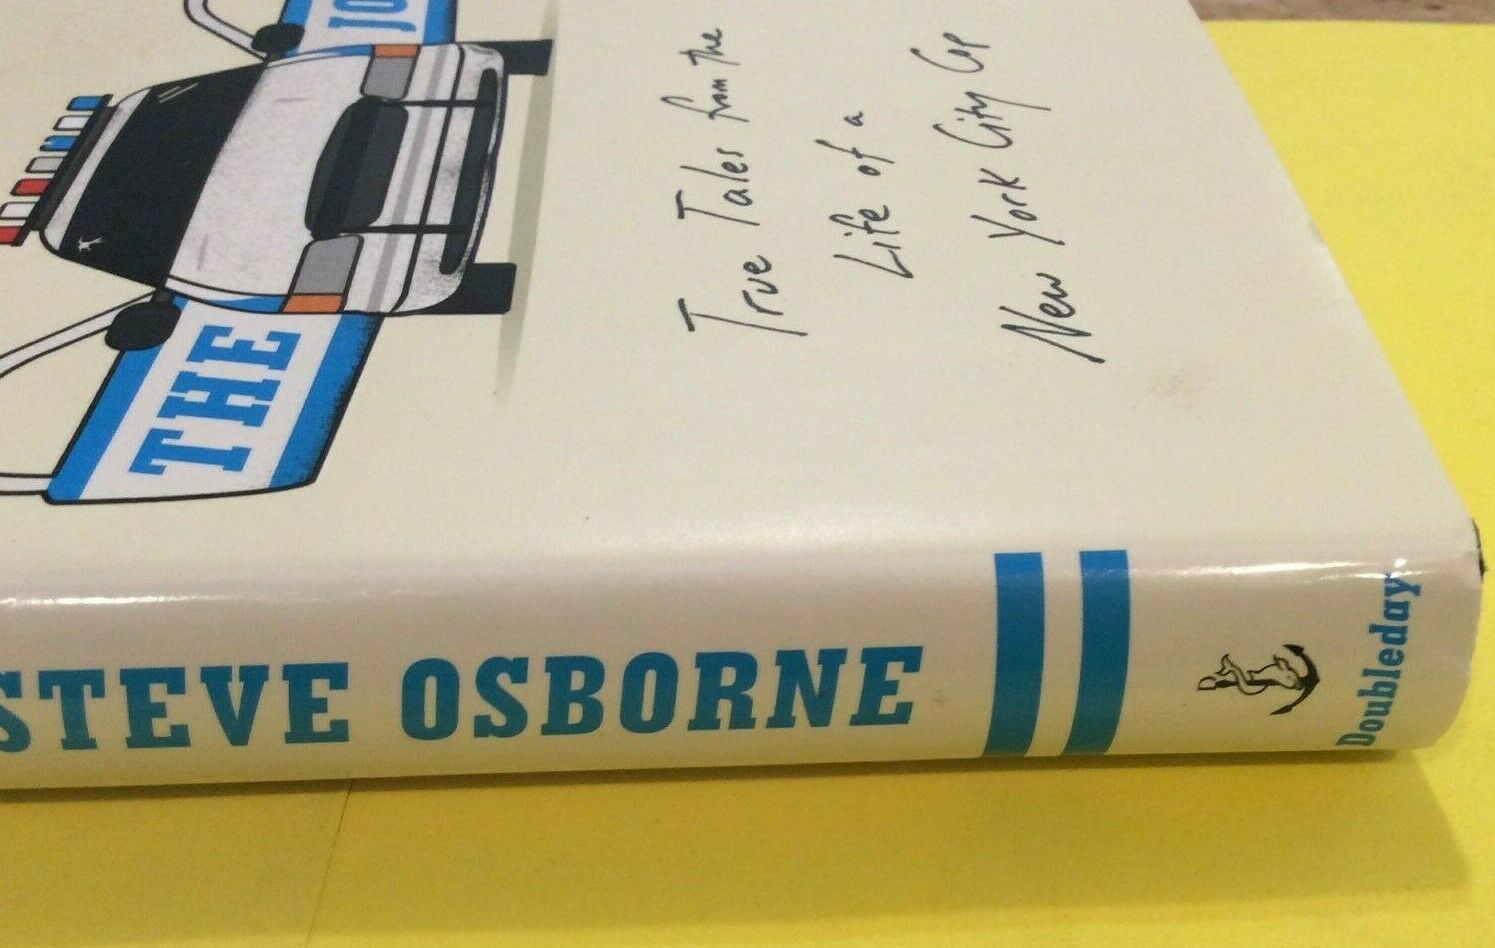 THE
JO
True Tales from the
Life of a
New York City Cop
STEVE OSBORNE
Doubleday